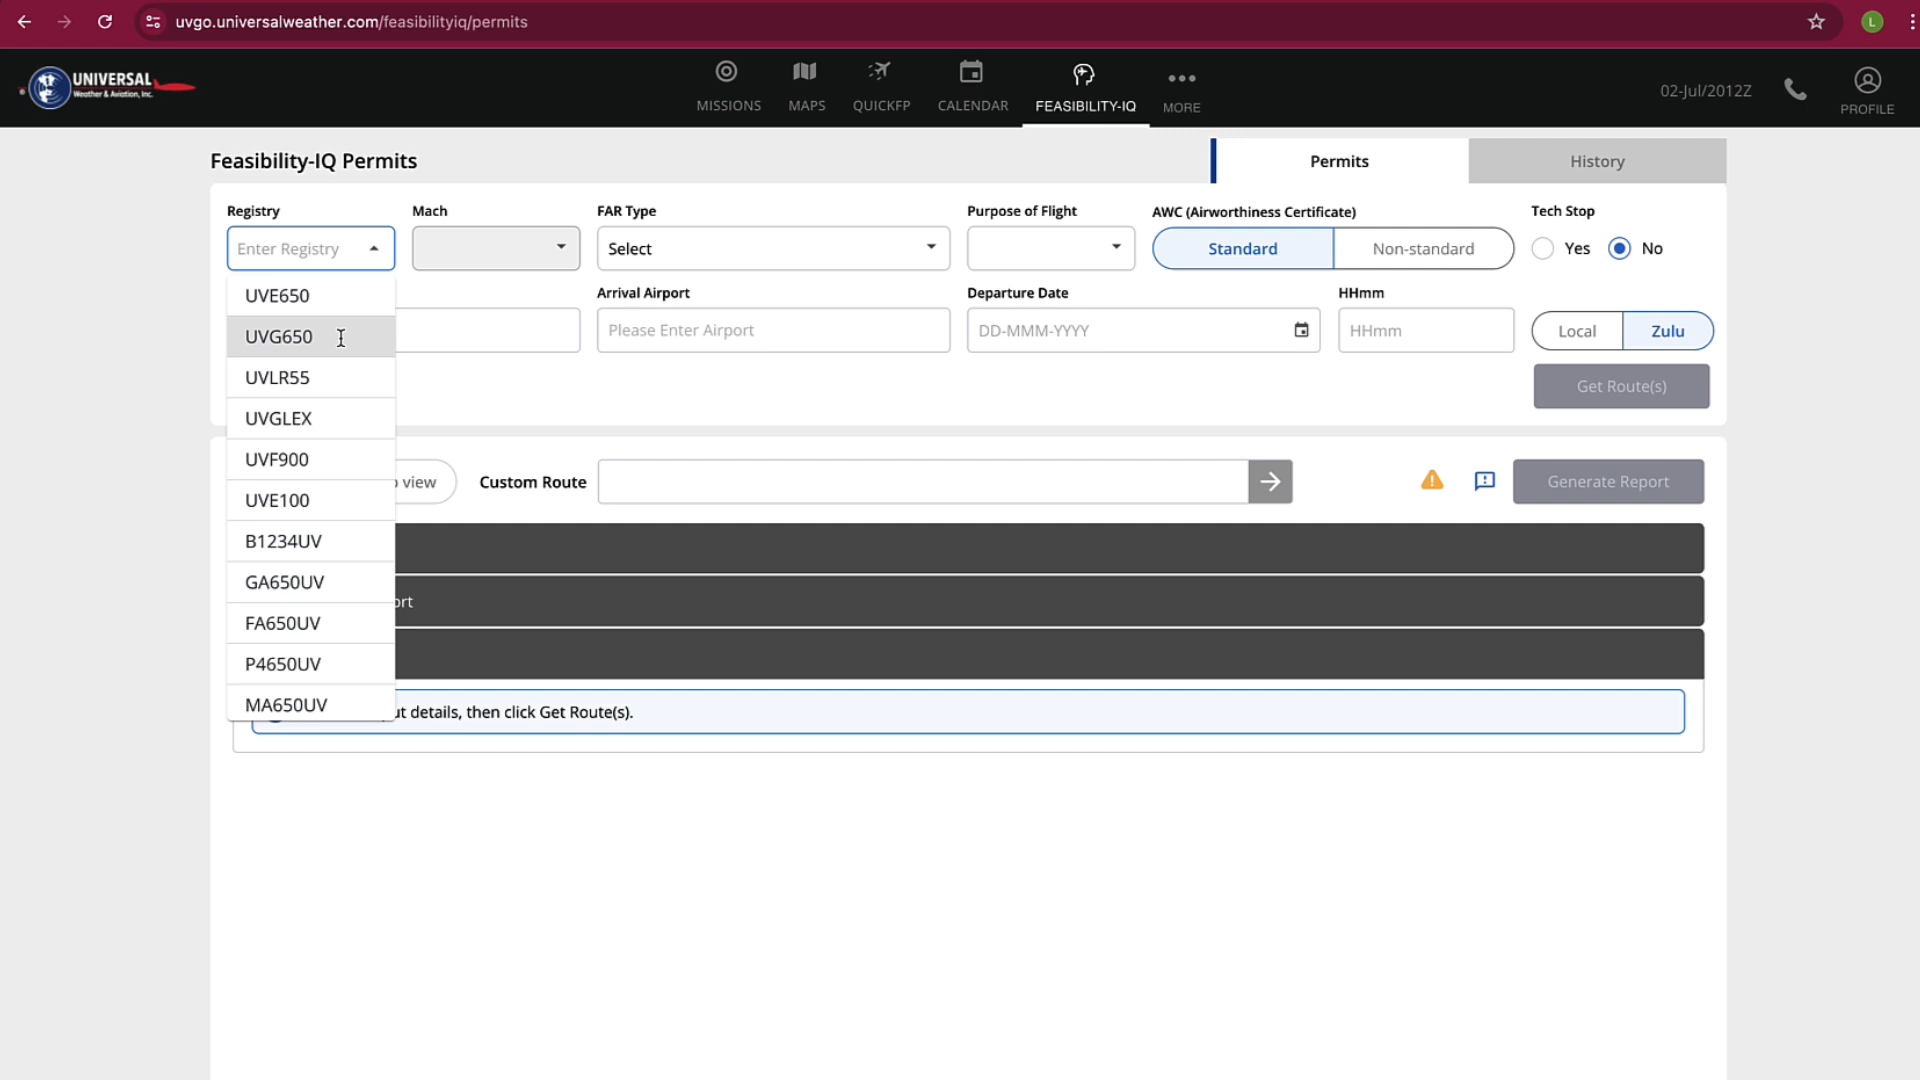 uvgo.universalweather.com/feasibilityiq/permits
L
UNIVERSAL
Weather & Aviation, Inc.
MISSIONS
MAPS
QUICKFP
CALENDAR
FEASIBILITY-IQ
MORE
02-Jul/2012Z
PROFILE
Feasibility-IQ Permits
Permits
History
Registry
Mach
FAR Type
Purpose of Flight
AWC (Airworthiness Certificate)
Tech Stop
Enter Registry
Select
Standard
Non-standard
Yes
No
Arrival Airport
Departure Date
HHmm
Please Enter Airport
DD-MMM-YYYY
HHmm
Local
Zulu
Get Route(s)
UVE650
UVG650
UVLR55
UVGLEX
UVF900
UVE100
B1234UV
GA650UV
FA650UV
P4650UV
MA650UV
view
Custom Route
Generate Report
ort
ut details, then click Get Route(s).